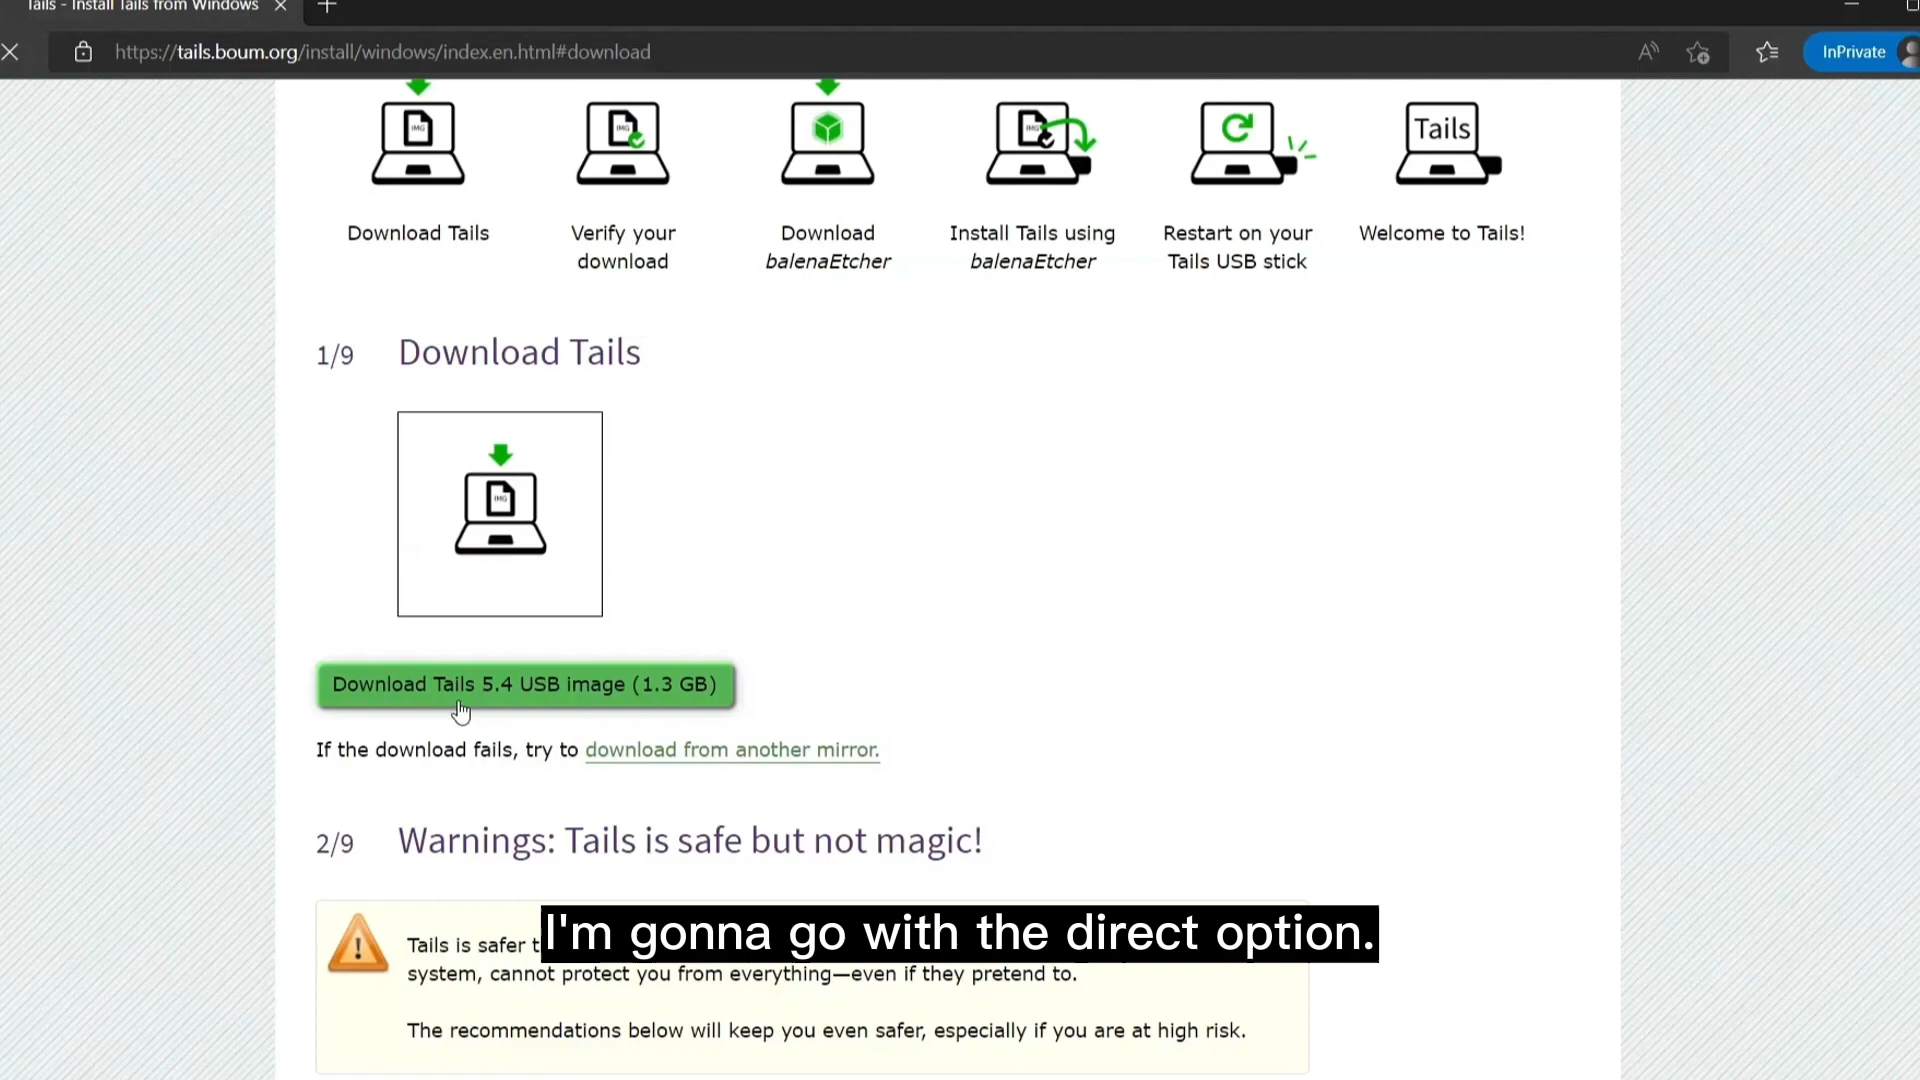 Tails - Install Tails from Windows
https://tails.boum.org/install/windows/index.en.html#download
InPrivate
IMG
IMG
IMG
Tails
Download Tails
Verify your
download
Download
balenaEtcher
Install Tails using
balenaEtcher
Restart on your
Tails USB stick
Welcome to Tails!
1/9 Download Tails
IMG
Download Tails 5.4 USB image (1.3 GB)
If the download fails, try to download from another mirror.
2/9 Warnings: Tails is safe but not magic!
Tails is safer
I'm gonna go with the direct option.
system, cannot protect you from everything—even if they pretend to.
The recommendations below will keep you even safer, especially if you are at high risk.